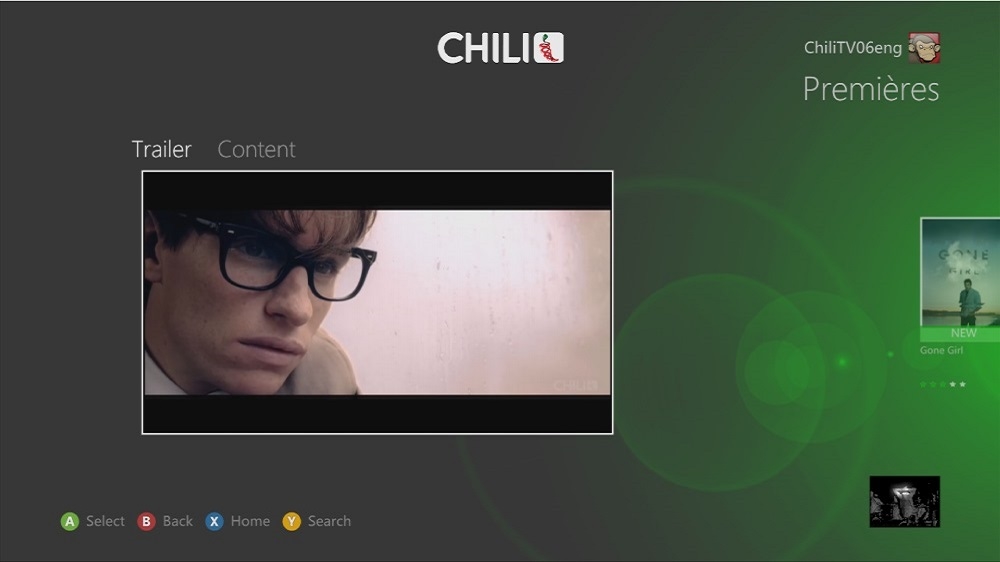 CHILI
ChiliTV06eng
Premières
Trailer Content
CHILI
GONE
GIRL
NEW
Gone Girl
A Select B Back X Home Y Search